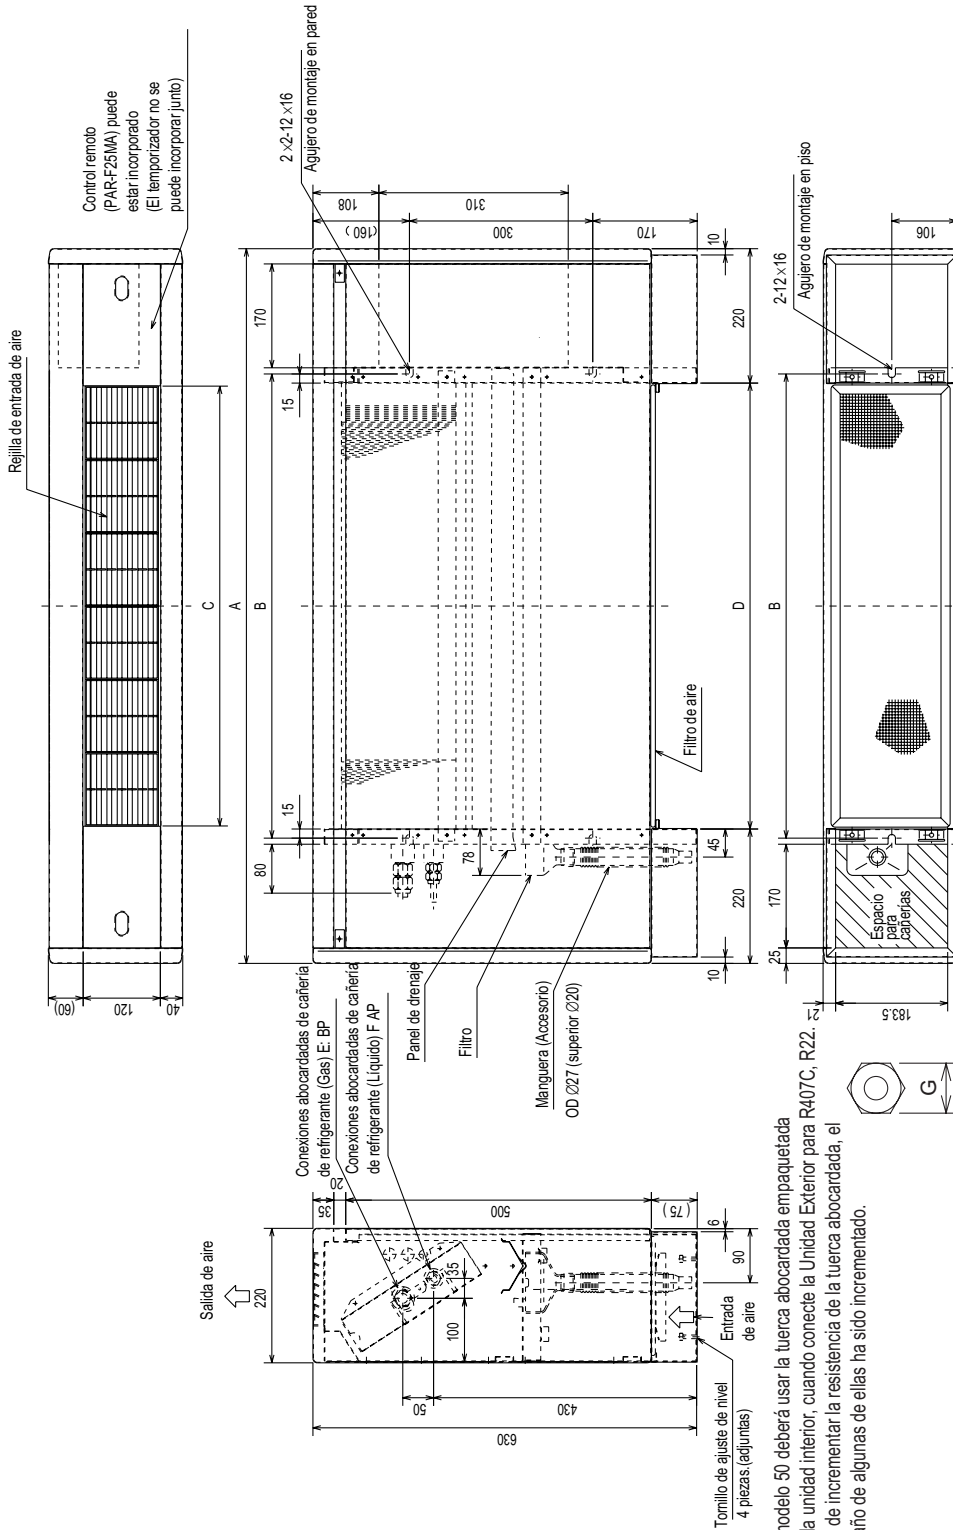 Rejilla de entrada de aire
Control remoto
(PAR-F25MA) puede
estar incorporado
(El temporizador no se
puede incorporar junto)
(60)
120
40
C
A
B
170
15
15
80
2 ×2-12 ×16
Agujero de montaje en pared
108
(160)
310
300
170
10
220
D
78
45
220
10
Filtro de aire
Conexiones abocardadas de cañería
de refrigerante (Gas) E: BP
Conexiones abocardadas de cañería
de refrigerante (Líquido) F AP
Panel de drenaje
Filtro
Manguera (Accesorio)
OD Ø27 (superior Ø20)
Salida de aire
220
35
20
500
(75)
6
90
35
100
50
430
630
Entrada
de aire
Tornillo de ajuste de nivel
4 piezas.(adjuntas)
2-12 ×16
Agujero de montaje en piso
106
B
170
25
21
183.5
Espacio
para
cañerías
G
modelo 50 deberá usar la tuerca abocardada empaquetada
la unidad interior, cuando conecte la Unidad Exterior para R407C, R22.
de incrementar la resistencia de la tuerca abocardada, el
año de algunas de ellas ha sido incrementado.